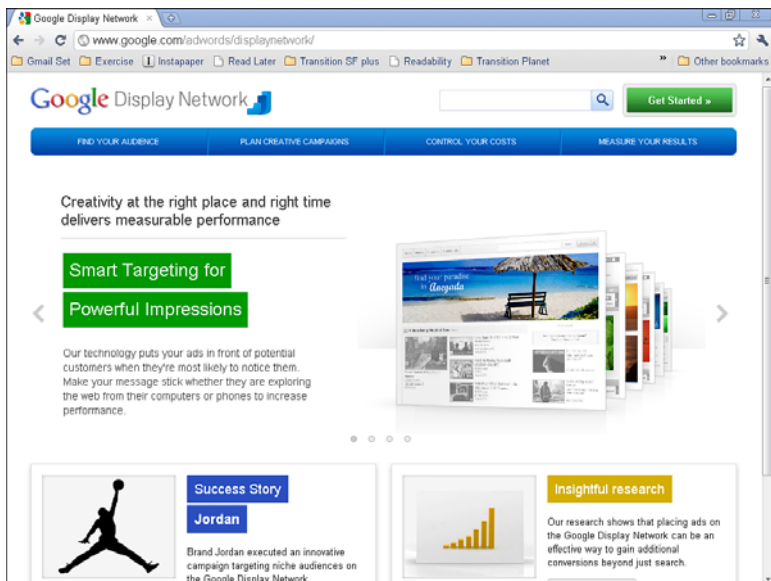 Google Display Network
www.google.com/adwords/displaynetwork/
Gmail Set Exercise Instapaper Read Later Transition SF plus Readability Transition Planet » Other bookmarks
Google Display Network
Get Started »
FIND YOUR AUDIENCE PLAN CREATIVE CAMPAIGNS CONTROL YOUR COSTS MEASURE YOUR RESULTS
Creativity at the right place and right time
delivers measurable performance
Smart Targeting for
Powerful Impressions
Our technology puts your ads in front of potential
customers when they're most likely to notice them.
Make your message stick whether they are exploring
the web from their computers or phones to increase
performance.
find your paradise
in Anegada
Success Story
Jordan
Brand Jordan executed an innovative
campaign targeting niche audiences on
the Google Display Network
Insightful research
Our research shows that placing ads on
the Google Display Network can be an
effective way to gain additional
conversions beyond just search.